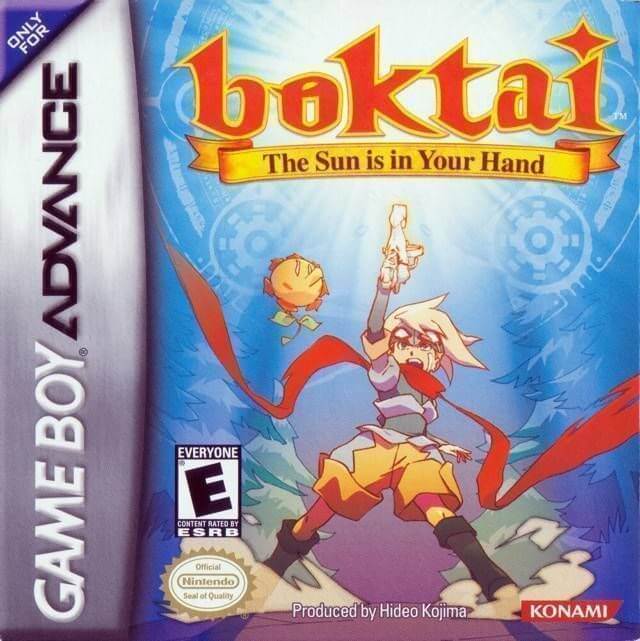 ONLY
FOR
GAME BOY ADVANCE
boktai
TM
The Sun is in Your Hand
EVERYONE
E
CONTENT RATED BY
ESRB
Official
Nintendo
Seal of Quality
Produced by Hideo Kojima
KONAMI